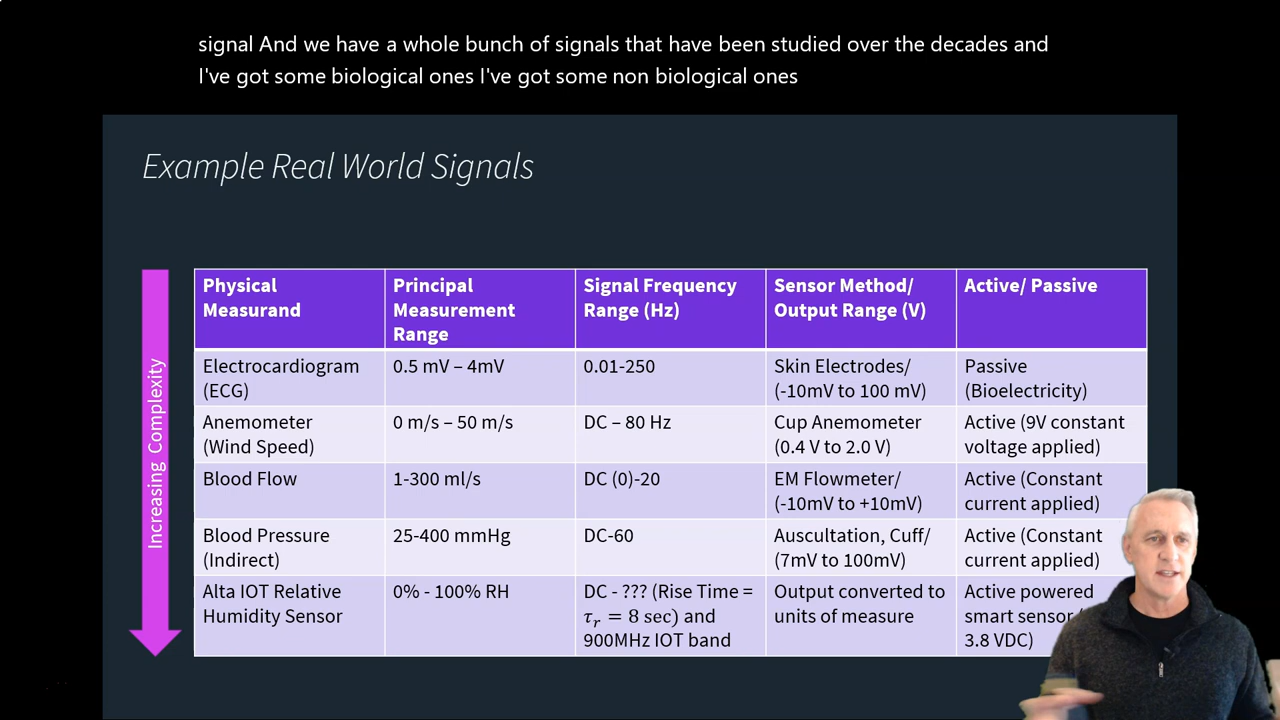 signal And we have a whole bunch of signals that have been studied over the decades and
I've got some biological ones I've got some non biological ones
Example Real World Signals
Increasing Complexity
Physical
Measurand
Principal
Measurement
Range
Signal Frequency
Range (Hz)
Sensor Method/
Output Range (V)
Active/ Passive
Electrocardiogram
(ECG)
0.5 mV – 4mV
0.01-250
Skin Electrodes/
(-10mV to 100 mV)
Passive
(Bioelectricity)
Anemometer
(Wind Speed)
0 m/s – 50 m/s
DC – 80 Hz
Cup Anemometer
(0.4 V to 2.0 V)
Active (9V constant
voltage applied)
Blood Flow
1-300 ml/s
DC (0)-20
EM Flowmeter/
(-10mV to +10mV)
Active (Constant
current applied)
Blood Pressure
(Indirect)
25-400 mmHg
DC-60
Auscultation, Cuff/
(7mV to 100mV)
Active (Constant
current applied)
Alta IOT Relative
Humidity Sensor
0% - 100% RH
DC - ??? (Rise Time =
τᵣ = 8 sec) and
900MHz IOT band
Output converted to
units of measure
Active powered
smart sensor
3.8 VDC)